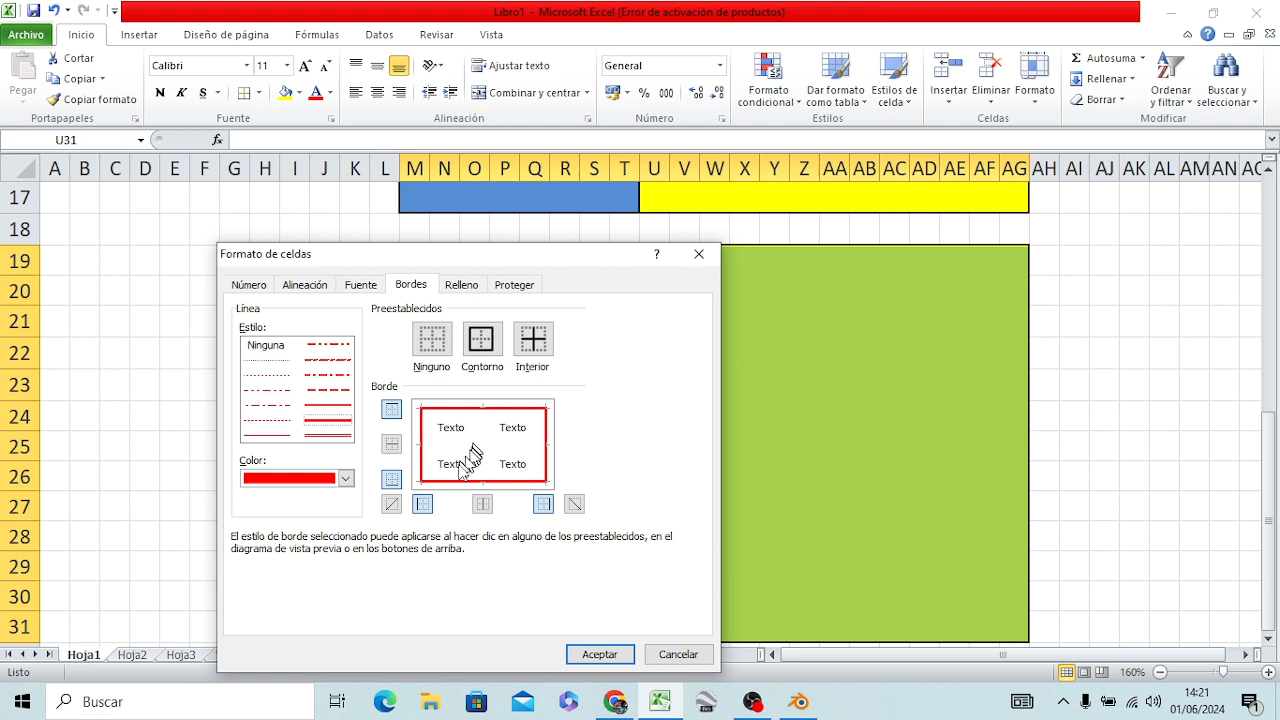 Libro1 - Microsoft Excel (Error de activación de productos)
Archivo Inicio Insertar Diseño de página Fórmulas Datos Revisar Vista
Pegar
Cortar
Copiar
Copiar formato
Portapapeles
Calibri 11
N K S
Fuente
Ajustar texto
Combinar y centrar
Alineación
General
% 000
Número
Formato condicional
Dar formato como tabla
Estilos de celda
Estilos
Insertar Eliminar Formato
Celdas
Σ Autosuma
Rellenar
Borrar
Ordenar y filtrar
Buscar y seleccionar
Modificar
U31 fx
A B C D E F G H I J K L M N O P Q R S T U V W X Y Z AA AB AC AD AE AF AG AH AI AJ AK AL AM AN
17
18
19
20
21
22
23
24
25
26
27
28
29
30
31
Formato de celdas ?
Número Alineación Fuente Bordes Relleno Proteger
Línea
Estilo:
Ninguna
Color:
Preestablecidos
Ninguno Contorno Interior
Borde
Texto Texto
Texto Texto
El estilo de borde seleccionado puede aplicarse al hacer clic en alguno de los preestablecidos, en el
diagrama de vista previa o en los botones de arriba.
Aceptar Cancelar
Hoja1 Hoja2 Hoja3
Listo 160%
Buscar
14:21
01/06/2024